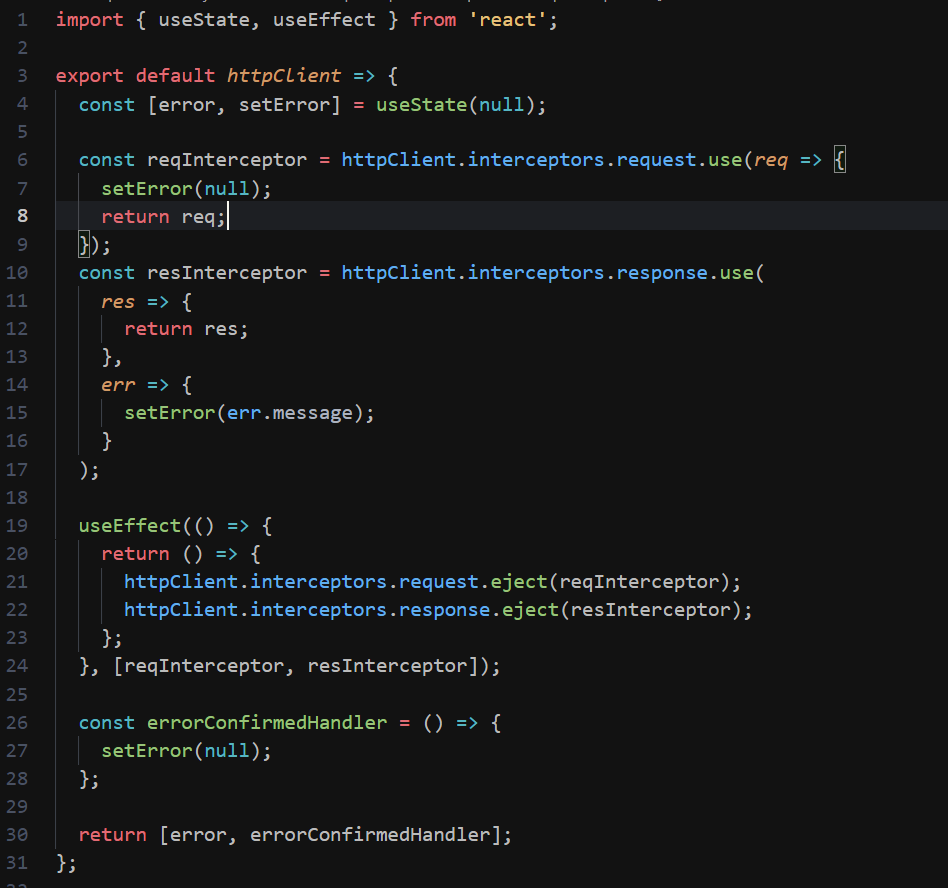 1 import { useState, useEffect } from 'react';
2
3 export default httpClient => {
4 const [error, setError] = useState(null);
5
6 const reqInterceptor = httpClient.interceptors.request.use(req => {
7 setError(null);
8 return req;
9 });
10 const resInterceptor = httpClient.interceptors.response.use(
11 res => {
12 return res;
13 },
14 err => {
15 setError(err.message);
16 }
17 );
18
19 useEffect(() => {
20 return () => {
21 httpClient.interceptors.request.eject(reqInterceptor);
22 httpClient.interceptors.response.eject(resInterceptor);
23 };
24 }, [reqInterceptor, resInterceptor]);
25
26 const errorConfirmedHandler = () => {
27 setError(null);
28 };
29
30 return [error, errorConfirmedHandler];
31 };